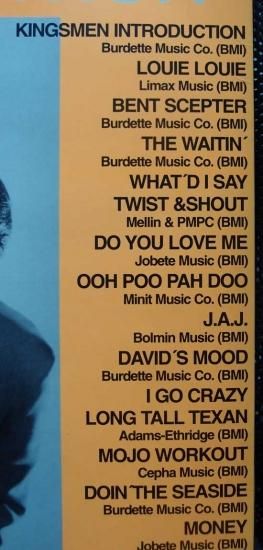 KINGSMEN INTRODUCTION
Burdette Music Co. (BMI)
LOUIE LOUIE
Limax Music (BMI)
BENT SCEPTER
Burdette Music Co. (BMI)
THE WAITIN´
Burdette Music Co. (BMI)
WHAT´D I SAY
TWIST &SHOUT
Mellin & PMPC (BMI)
DO YOU LOVE ME
Jobete Music (BMI)
OOH POO PAH DOO
Minit Music Co. (BMI)
J.A.J.
Bolmin Music (BMI)
DAVID´S MOOD
Burdette Music Co. (BMI)
I GO CRAZY
LONG TALL TEXAN
Adams-Ethridge (BMI)
MOJO WORKOUT
Cepha Music (BMI)
DOIN´THE SEASIDE
Burdette Music Co. (BMI)
MONEY
Jobete Music (BMI)